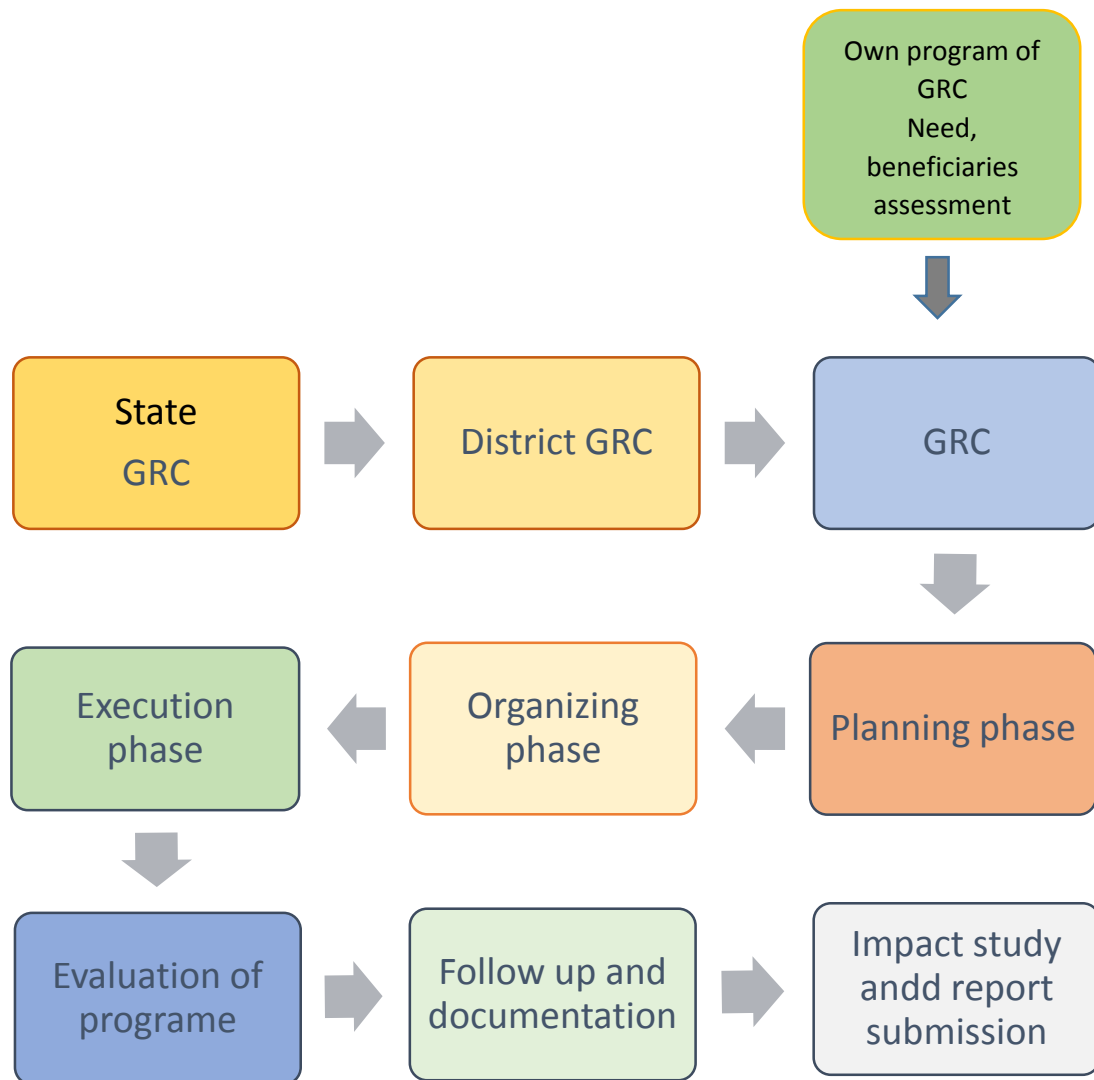 Own program of
GRC
Need,
beneficiaries
assessment
State
GRC
District GRC
GRC
Execution
phase
Organizing
phase
Planning phase
Evaluation of
programe
Follow up and
documentation
Impact study
andd report
submission